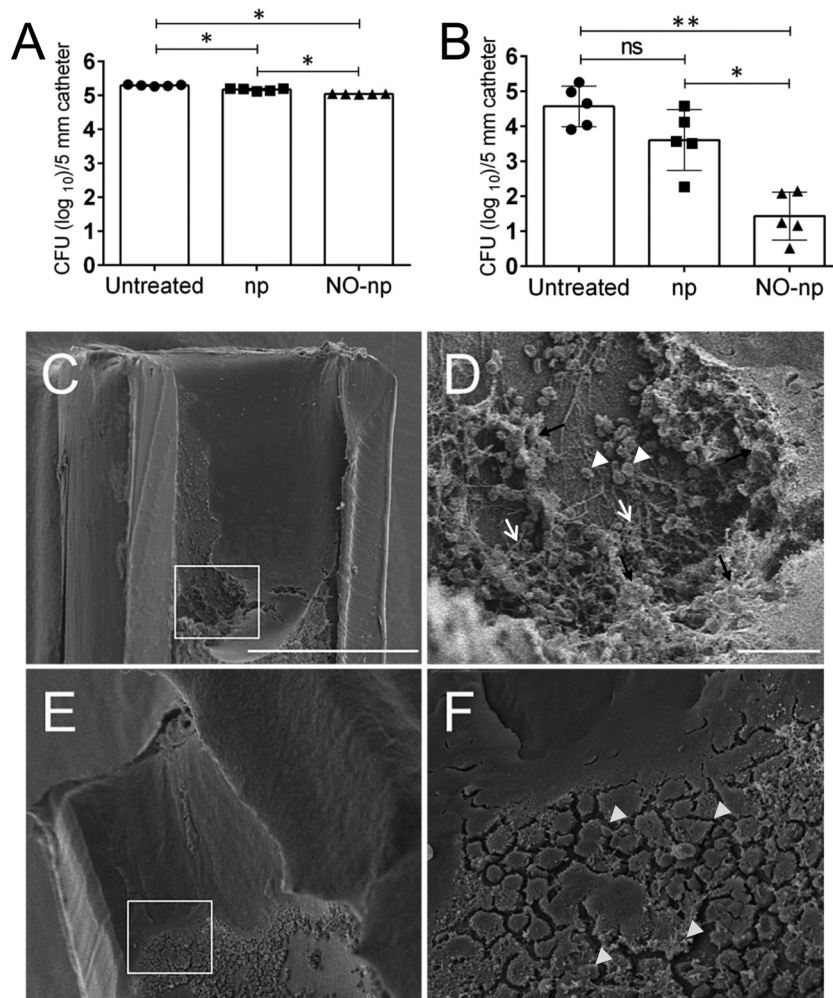 A
*
*
*
CFU (log 10)/5 mm catheter
6
5
4
3
2
1
0
Untreated
np
NO-np
B
**
ns
*
CFU (log 10)/5 mm catheter
6
5
4
3
2
1
0
Untreated
np
NO-np
C
D
E
F